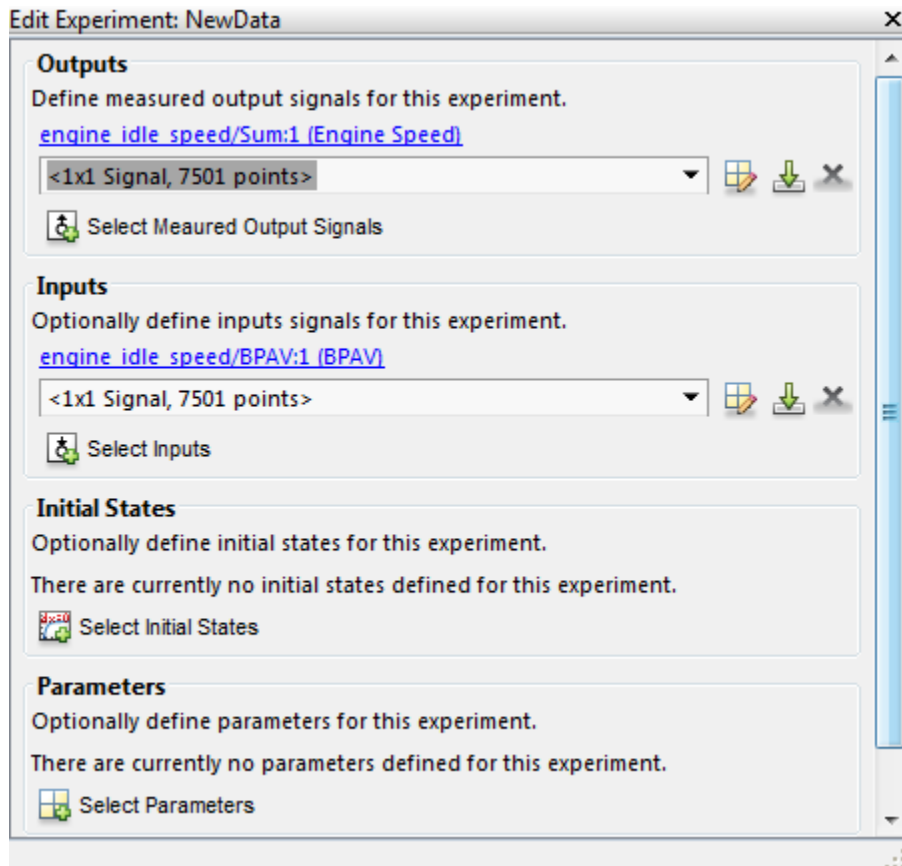 Edit Experiment: NewData
Outputs
Define measured output signals for this experiment.
engine_idle_speed/Sum:1 (Engine Speed)
<1x1 Signal, 7501 points>
Select Meaured Output Signals
Inputs
Optionally define inputs signals for this experiment.
engine_idle_speed/BPAV:1 (BPAV)
<1x1 Signal, 7501 points>
Select Inputs
Initial States
Optionally define initial states for this experiment.
There are currently no initial states defined for this experiment.
Select Initial States
Parameters
Optionally define parameters for this experiment.
There are currently no parameters defined for this experiment.
Select Parameters